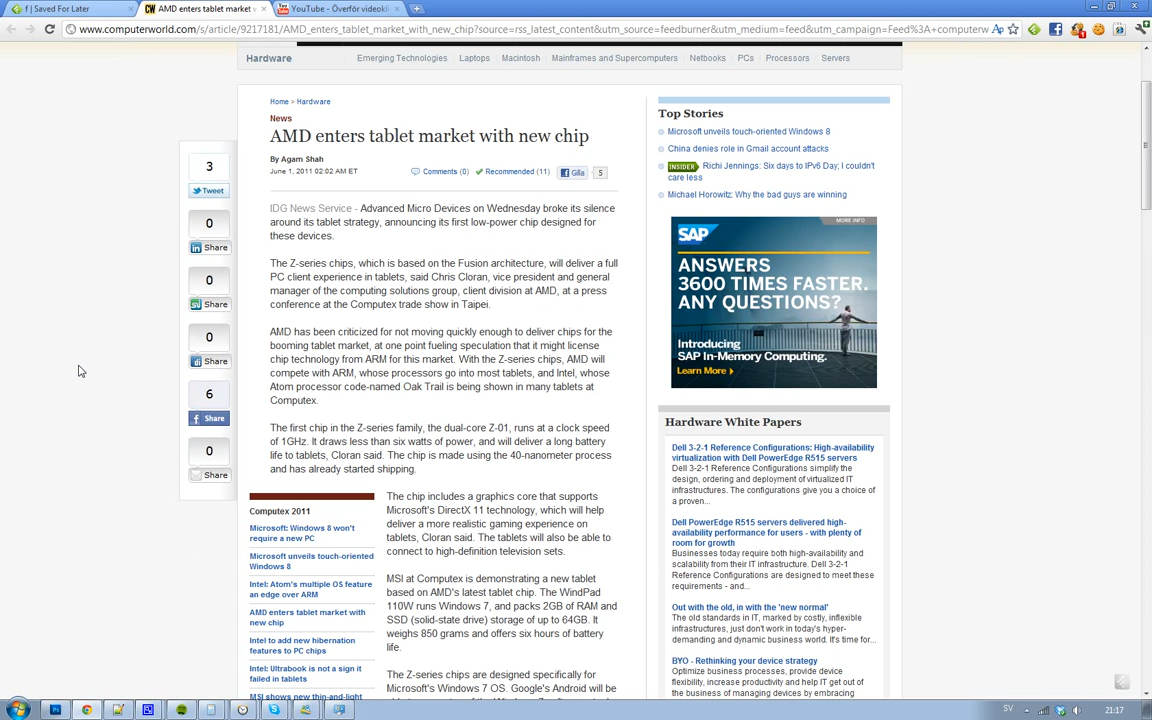 f | Saved For Later
AMD enters tablet market v
YouTube - Överför videokli
www.computerworld.com/s/article/9217181/AMD_enters_tablet_market_with_new_chip?source=rss_latest_content&utm_source=feedburner&utm_medium=feed&utm_campaign=Feed%3A+computerw
Hardware
Emerging Technologies Laptops Macintosh Mainframes and Supercomputers Netbooks PCs Processors Servers
Home > Hardware
News
AMD enters tablet market with new chip
By Agam Shah
June 1, 2011 02:02 AM ET
Comments (0) Recommended (11) Gilla 5
3
Tweet
0
Share
0
Share
0
Share
6
Share
0
Share
IDG News Service - Advanced Micro Devices on Wednesday broke its silence
around its tablet strategy, announcing its first low-power chip designed for
these devices.
The Z-series chips, which is based on the Fusion architecture, will deliver a full
PC client experience in tablets, said Chris Cloran, vice president and general
manager of the computing solutions group, client division at AMD, at a press
conference at the Computex trade show in Taipei.
AMD has been criticized for not moving quickly enough to deliver chips for the
booming tablet market, at one point fueling speculation that it might license
chip technology from ARM for this market. With the Z-series chips, AMD will
compete with ARM, whose processors go into most tablets, and Intel, whose
Atom processor code-named Oak Trail is being shown in many tablets at
Computex.
The first chip in the Z-series family, the dual-core Z-01, runs at a clock speed
of 1GHz. It draws less than six watts of power, and will deliver a long battery
life to tablets, Cloran said. The chip is made using the 40-nanometer process
and has already started shipping.
Computex 2011
Microsoft: Windows 8 won't
require a new PC
Microsoft unveils touch-oriented
Windows 8
Intel: Atom's multiple OS feature
an edge over ARM
AMD enters tablet market with
new chip
Intel to add new hibernation
features to PC chips
Intel: Ultrabook is not a sign it
failed in tablets
MSI shows new thin-and-light
The chip includes a graphics core that supports
Microsoft's DirectX 11 technology, which will help
deliver a more realistic gaming experience on
tablets, Cloran said. The tablets will also be able to
connect to high-definition television sets.
MSI at Computex is demonstrating a new tablet
based on AMD's latest tablet chip. The WindPad
110W runs Windows 7, and packs 2GB of RAM and
SSD (solid-state drive) storage of up to 64GB. It
weighs 850 grams and offers six hours of battery
life.
The Z-series chips are designed specifically for
Microsoft's Windows 7 OS. Google's Android will be
Top Stories
Microsoft unveils touch-oriented Windows 8
China denies role in Gmail account attacks
INSIDER Richi Jennings: Six days to IPv6 Day; I couldn't
care less
Michael Horowitz: Why the bad guys are winning
MORE INFO
SAP
ANSWERS
3600 TIMES FASTER.
ANY QUESTIONS?
Introducing
SAP In-Memory Computing.
Learn More
Hardware White Papers
Dell 3-2-1 Reference Configurations: High-availability
virtualization with Dell PowerEdge R515 servers
Dell 3-2-1 Reference Configurations simplify the
design, ordering and deployment of virtualized IT
infrastructures. The configurations give you a choice of
a proven...
Dell PowerEdge R515 servers delivered high-
availability performance for users - with plenty of
room for growth
Businesses today require both high-availability and
scalability from their IT infrastructure. Dell 3-2-1
Reference Configurations are designed to meet these
requirements - and...
Out with the old, in with the 'new normal'
The old standards in IT, marked by costly, inflexible
infrastructures, just don't work in today's hyper-
demanding and dynamic business world. It's time for...
BYO - Rethinking your device strategy
Optimize business processes, provide device
flexibility, increase productivity and help IT get out of
the business of managing devices by embracing
SV
21:17